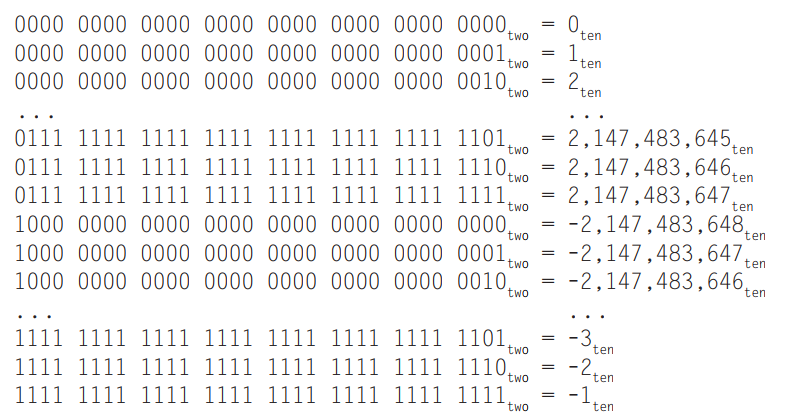 0000 0000 0000 0000 0000 0000 0000 0000two = 0ten
0000 0000 0000 0000 0000 0000 0000 0001two = 1ten
0000 0000 0000 0000 0000 0000 0000 0010two = 2ten
... ...
0111 1111 1111 1111 1111 1111 1111 1101two = 2,147,483,645ten
0111 1111 1111 1111 1111 1111 1111 1110two = 2,147,483,646ten
0111 1111 1111 1111 1111 1111 1111 1111two = 2,147,483,647ten
1000 0000 0000 0000 0000 0000 0000 0000two = -2,147,483,648ten
1000 0000 0000 0000 0000 0000 0000 0001two = -2,147,483,647ten
1000 0000 0000 0000 0000 0000 0000 0010two = -2,147,483,646ten
... ...
1111 1111 1111 1111 1111 1111 1111 1101two = -3ten
1111 1111 1111 1111 1111 1111 1111 1110two = -2ten
1111 1111 1111 1111 1111 1111 1111 1111two = -1ten